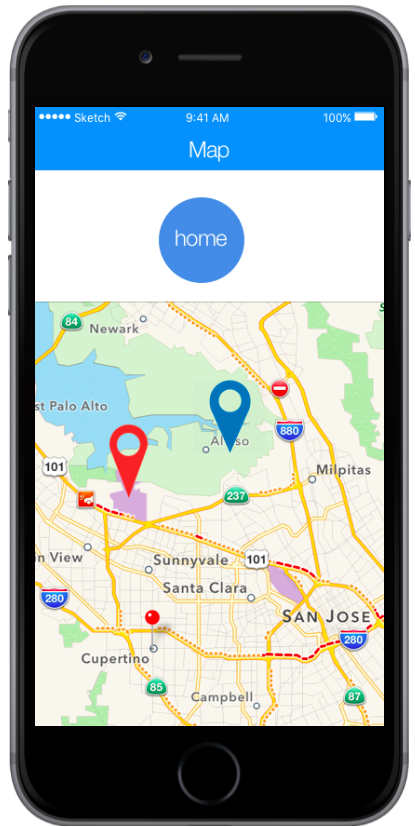 Sketch 9:41 AM 100%
Map
home
84
Newark
st Palo Alto
Alviso
880
101
Milpitas
237
n View
Sunnyvale
101
Santa Clara
280
SAN JOSE
280
Cupertino
85
Campbell
87